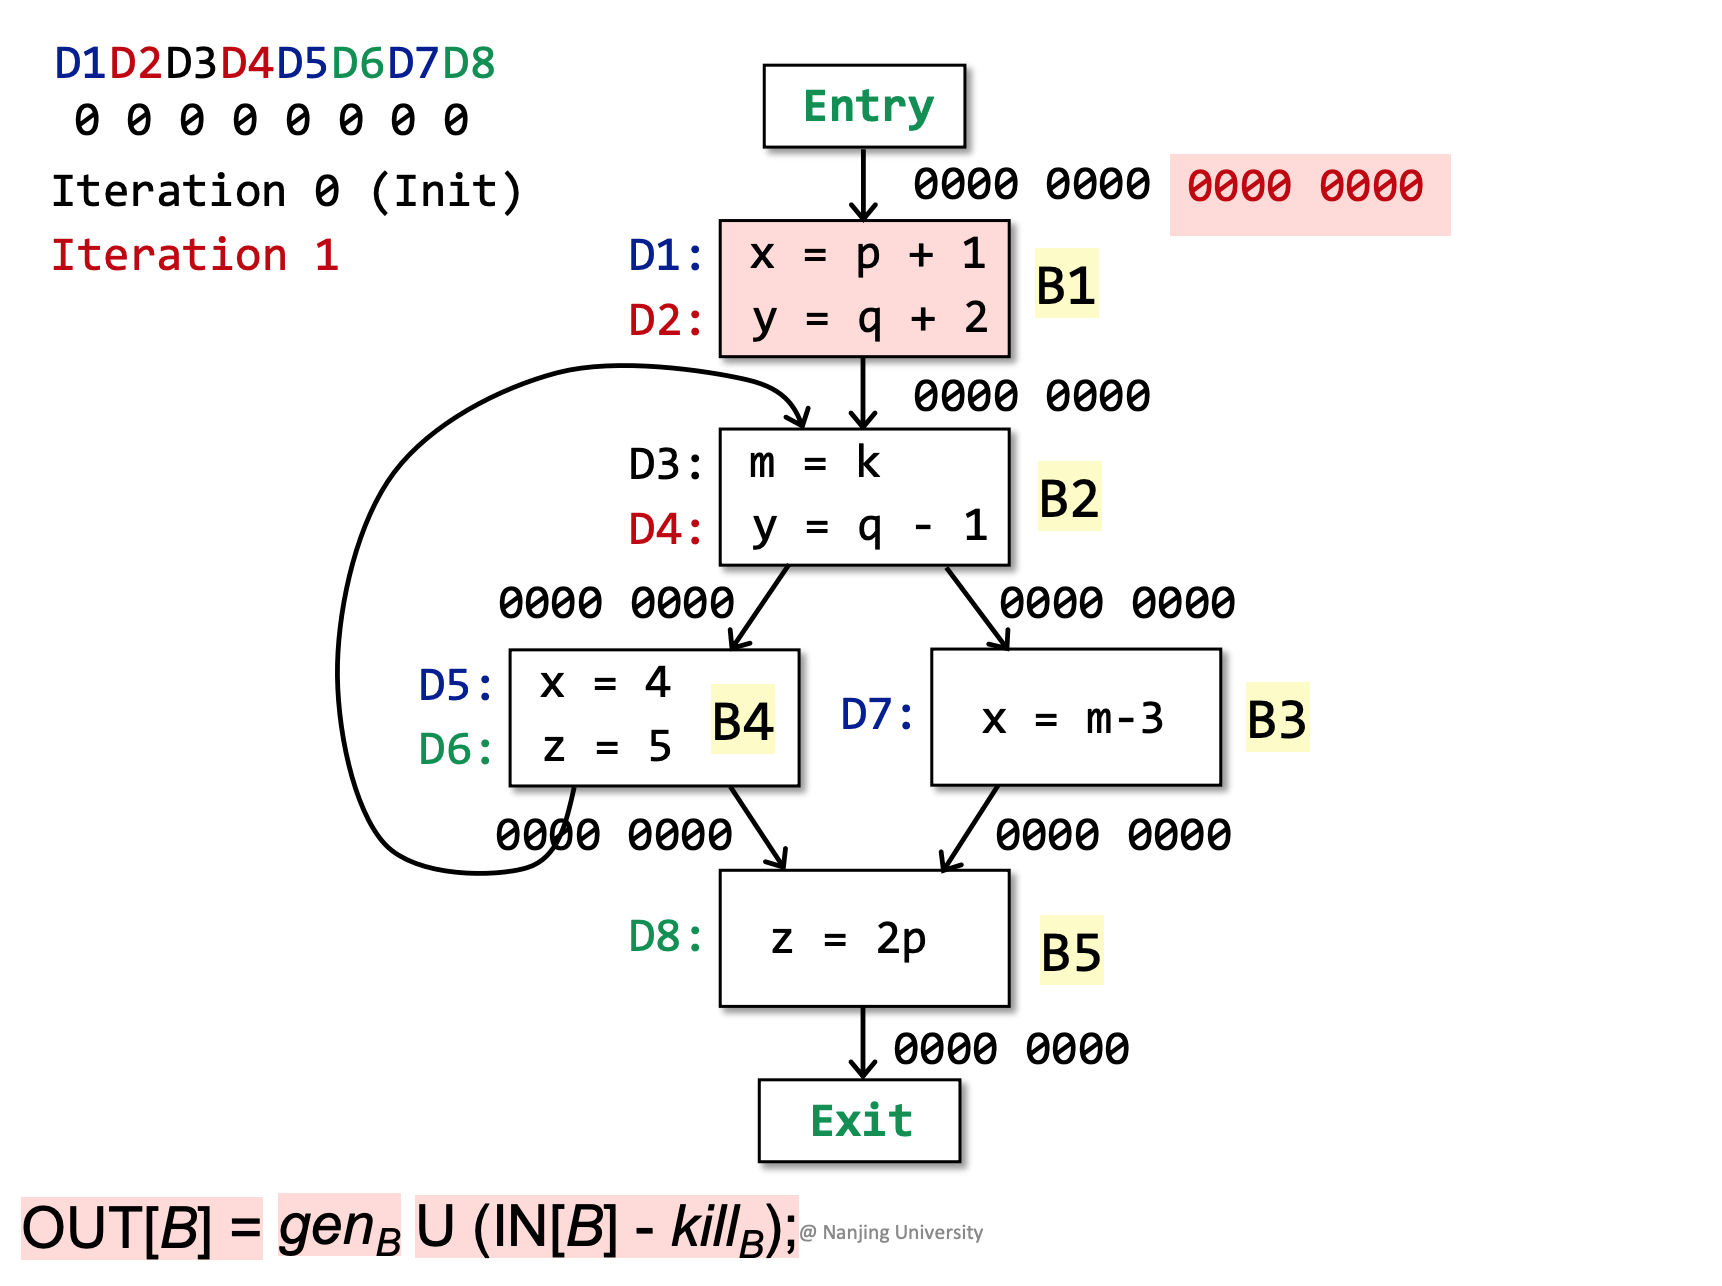 D1D2D3D4D5D6D7D8
0 0 0 0 0 0 0 0
Iteration 0 (Init)
Iteration 1
Entry
0000 0000 0000 0000
D1: x = p + 1
D2: y = q + 2
B1
0000 0000
D3: m = k
D4: y = q - 1
B2
0000 0000 0000 0000
D5: x = 4
D6: z = 5
B4
D7: x = m-3
B3
0000 0000 0000 0000
D8: z = 2p
B5
0000 0000
Exit
OUT[B] = genB U (IN[B] - killB);
@ Nanjing University